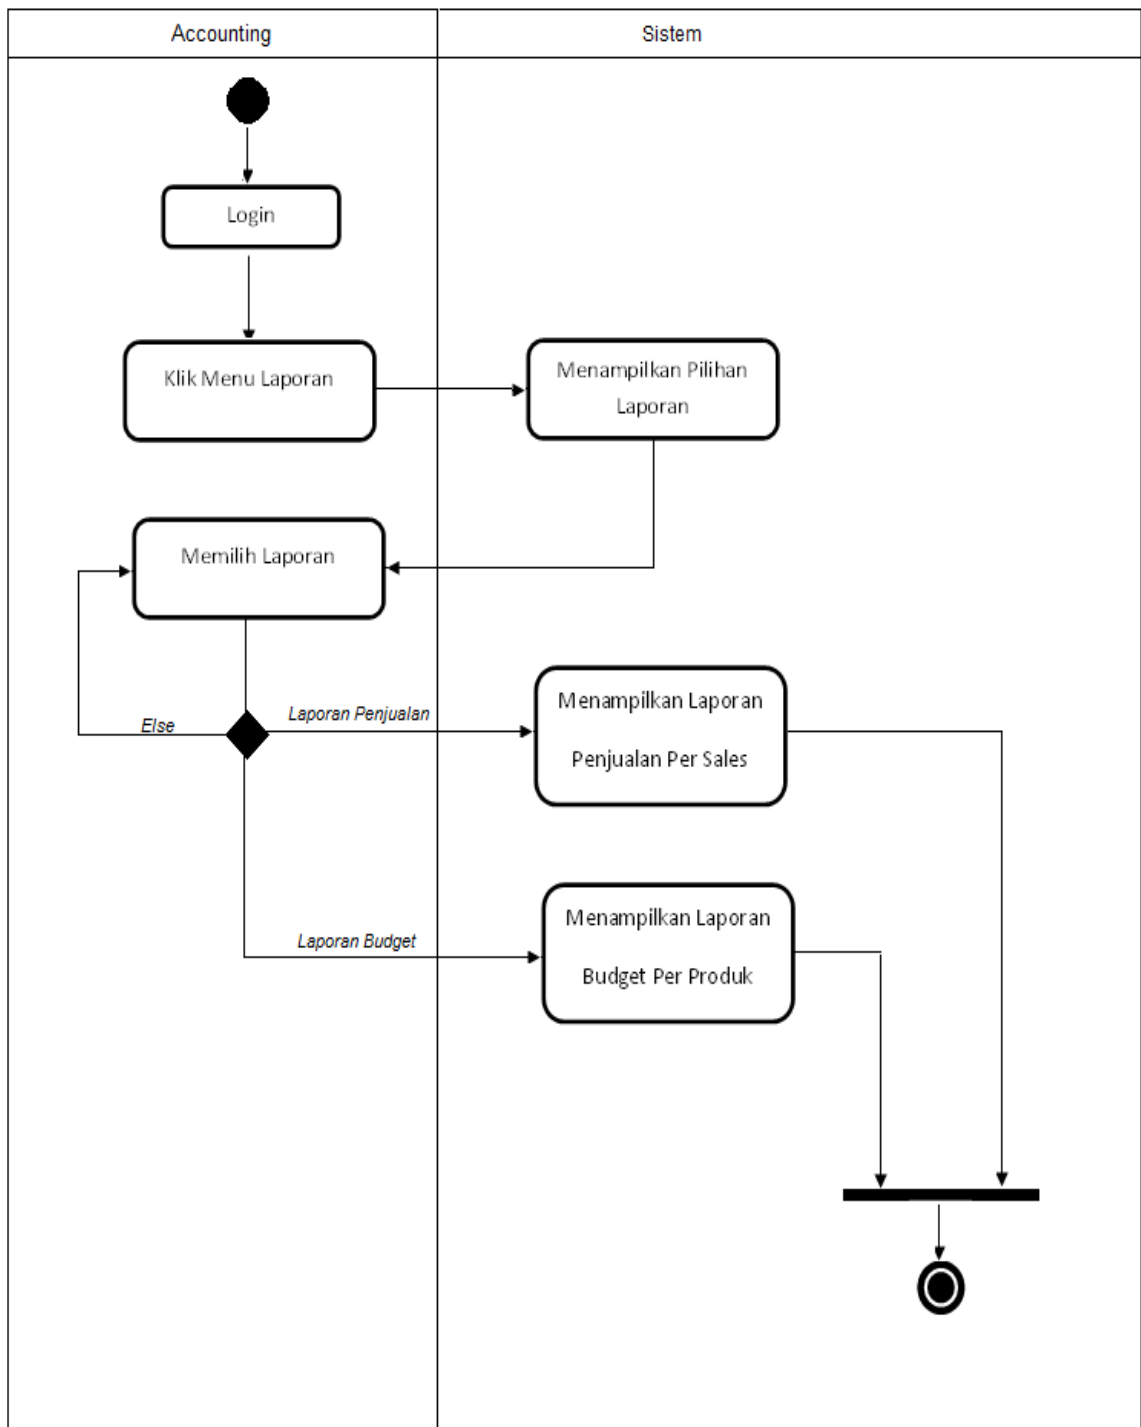 Accounting
Sistem
Login
Klik Menu Laporan
Menampilkan Pilihan
Laporan
Memilih Laporan
Else
Laporan Penjualan
Menampilkan Laporan
Penjualan Per Sales
Laporan Budget
Menampilkan Laporan
Budget Per Produk